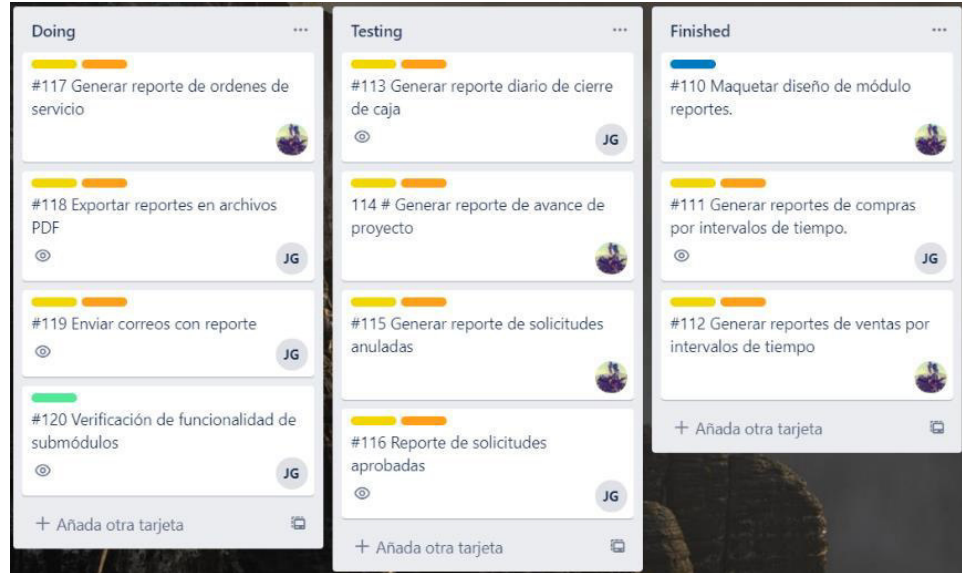 Doing
#117 Generar reporte de ordenes de
servicio
#118 Exportar reportes en archivos
PDF
JG
#119 Enviar correos con reporte
JG
#120 Verificación de funcionalidad de
submódulos
JG
+ Añada otra tarjeta
Testing
#113 Generar reporte diario de cierre
de caja
JG
114 # Generar reporte de avance de
proyecto
#115 Generar reporte de solicitudes
anuladas
#116 Reporte de solicitudes
aprobadas
JG
+ Añada otra tarjeta
Finished
#110 Maquetar diseño de módulo
reportes.
#111 Generar reportes de compras
por intervalos de tiempo.
JG
#112 Generar reportes de ventas por
intervalos de tiempo
+ Añada otra tarjeta